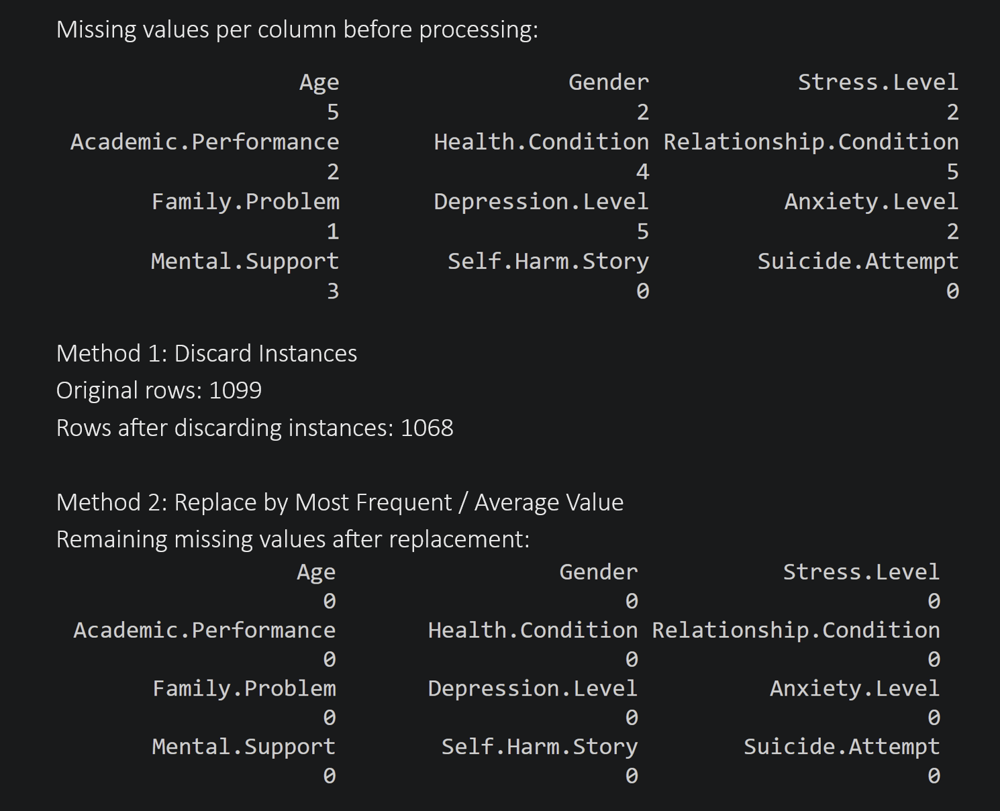 Missing values per column before processing:
Age Gender Stress.Level
5 2 2
Academic.Performance Health.Condition Relationship.Condition
2 4 5
Family.Problem Depression.Level Anxiety.Level
1 5 2
Mental.Support Self.Harm.Story Suicide.Attempt
3 0 0
Method 1: Discard Instances
Original rows: 1099
Rows after discarding instances: 1068
Method 2: Replace by Most Frequent / Average Value
Remaining missing values after replacement:
Age Gender Stress.Level
0 0 0
Academic.Performance Health.Condition Relationship.Condition
0 0 0
Family.Problem Depression.Level Anxiety.Level
0 0 0
Mental.Support Self.Harm.Story Suicide.Attempt
0 0 0